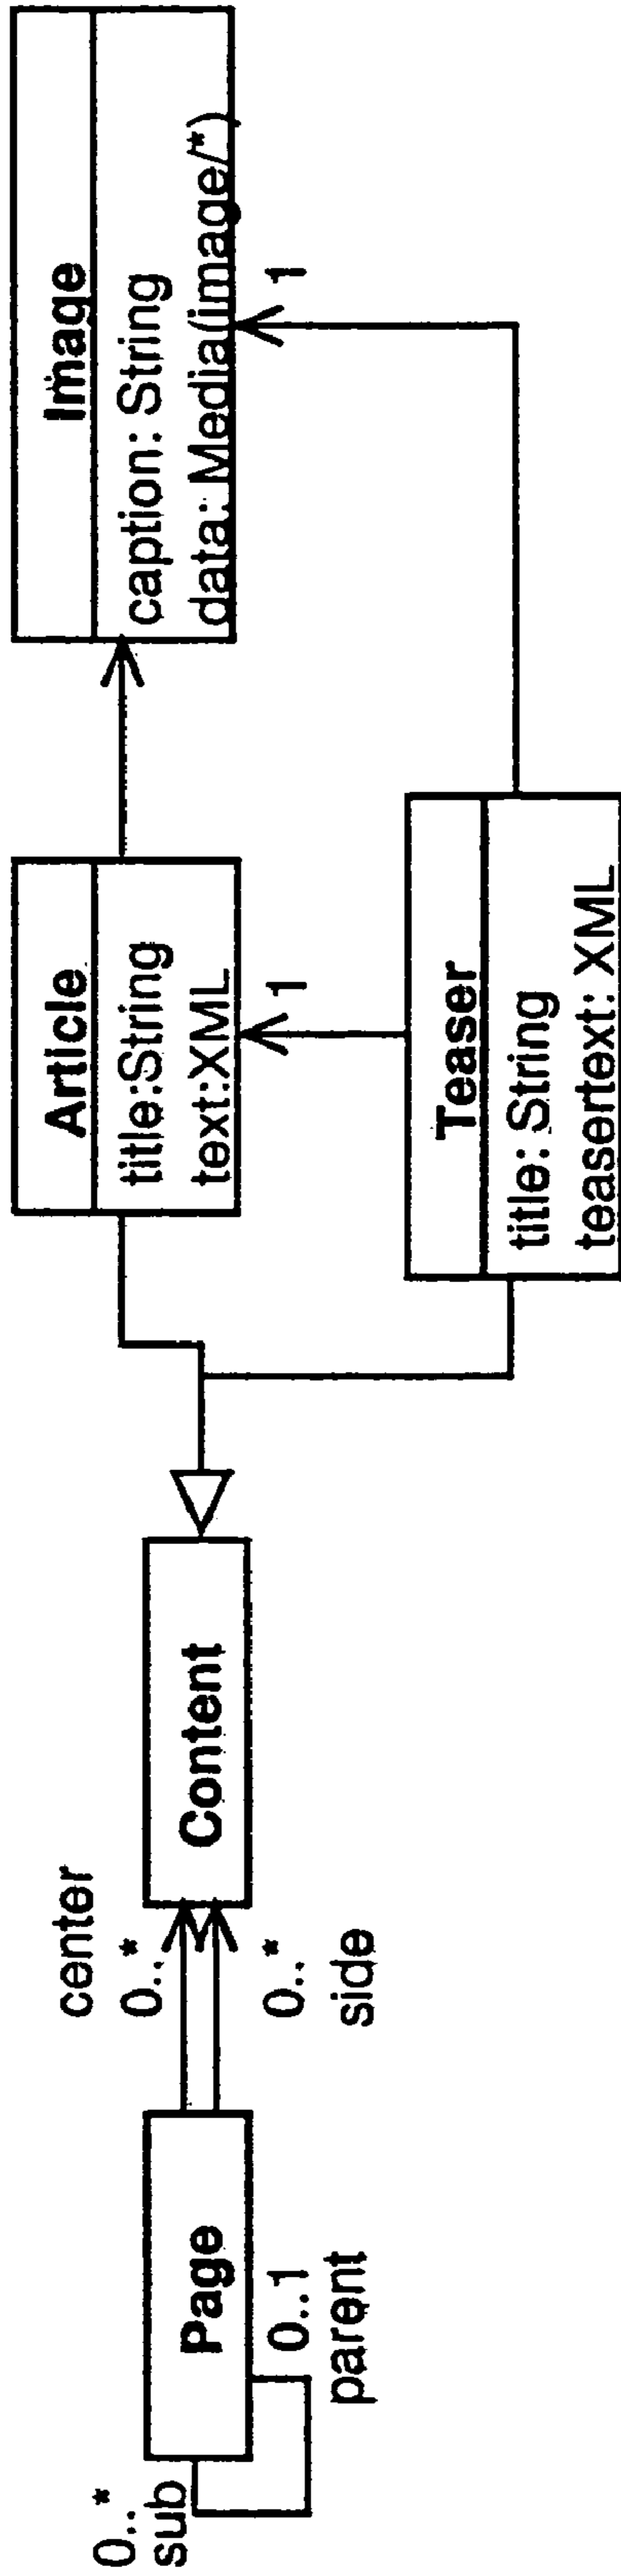 0..*
sub
Page
0..1
parent
center
0..*
0..*
side
Content
Article
title:String
text:XML
1
Teaser
title: String
teasertext: XML
Image
caption: String
data: Media(image/*)
1